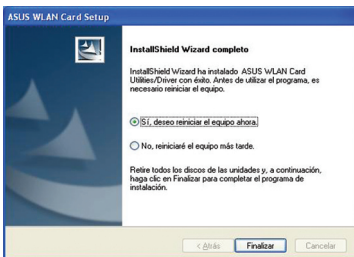 ASUS WLAN Card Setup
InstallShield Wizard completo
InstallShield Wizard ha instalado ASUS WLAN Card
Utilities/Driver con éxito. Antes de utilizar el programa, es
necesario reiniciar el equipo.
Sí, deseo reiniciar el equipo ahora.
No, reiniciaré el equipo más tarde.
Retire todos los discos de las unidades y, a continuación,
haga clic en Finalizar para completar el programa de
instalación.
< Atrás Finalizar Cancelar